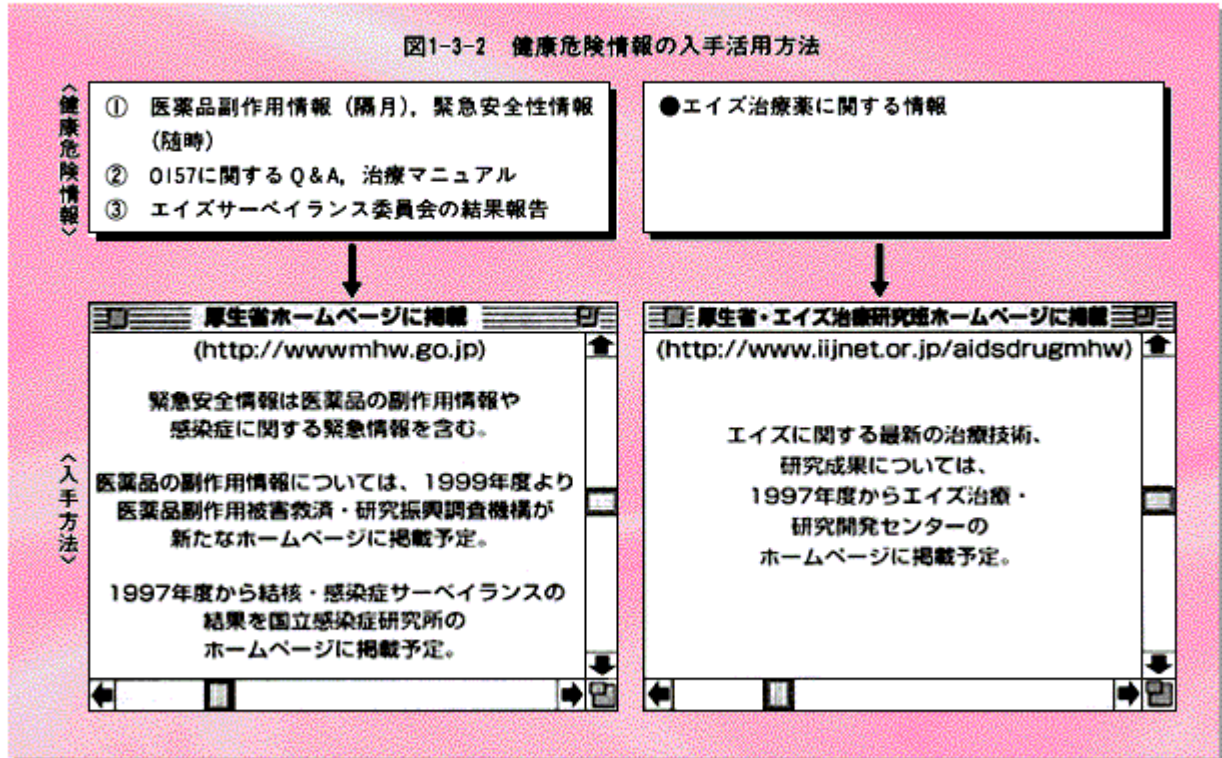 図1-3-2 健康危険情報の入手活用方法
〈健康危険情報〉
① 医薬品副作用情報（隔月），緊急安全性情報
（随時）
② O157に関するQ&A，治療マニュアル
③ エイズサーベイランス委員会の結果報告
●エイズ治療薬に関する情報
〈入手方法〉
厚生省ホームページに掲載
(http://wwwmhw.go.jp)
緊急安全情報は医薬品の副作用情報や
感染症に関する緊急情報を含む。
医薬品の副作用情報については、1999年度より
医薬品副作用被害救済・研究振興調査機構が
新たなホームページに掲載予定。
1997年度から結核・感染症サーベイランスの
結果を国立感染症研究所の
ホームページに掲載予定。
厚生省・エイズ治療研究班ホームページに掲載
(http://www.iijnet.or.jp/aidsdrugmhw)
エイズに関する最新の治療技術、
研究成果については、
1997年度からエイズ治療・
研究開発センターの
ホームページに掲載予定。